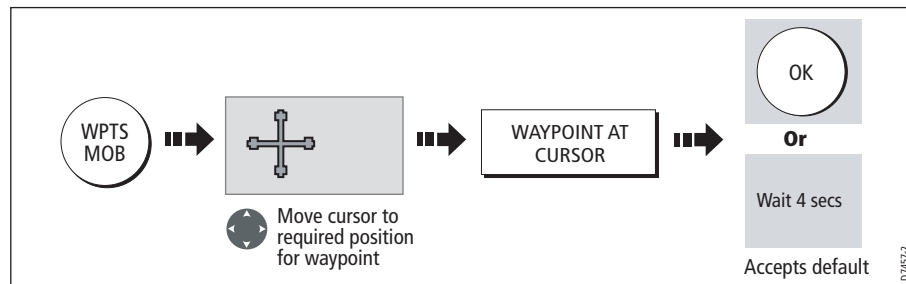 WPTS
MOB
Move cursor to
required position
for waypoint
WAYPOINT AT
CURSOR
OK
Or
Wait 4 secs
Accepts default
D7457-2